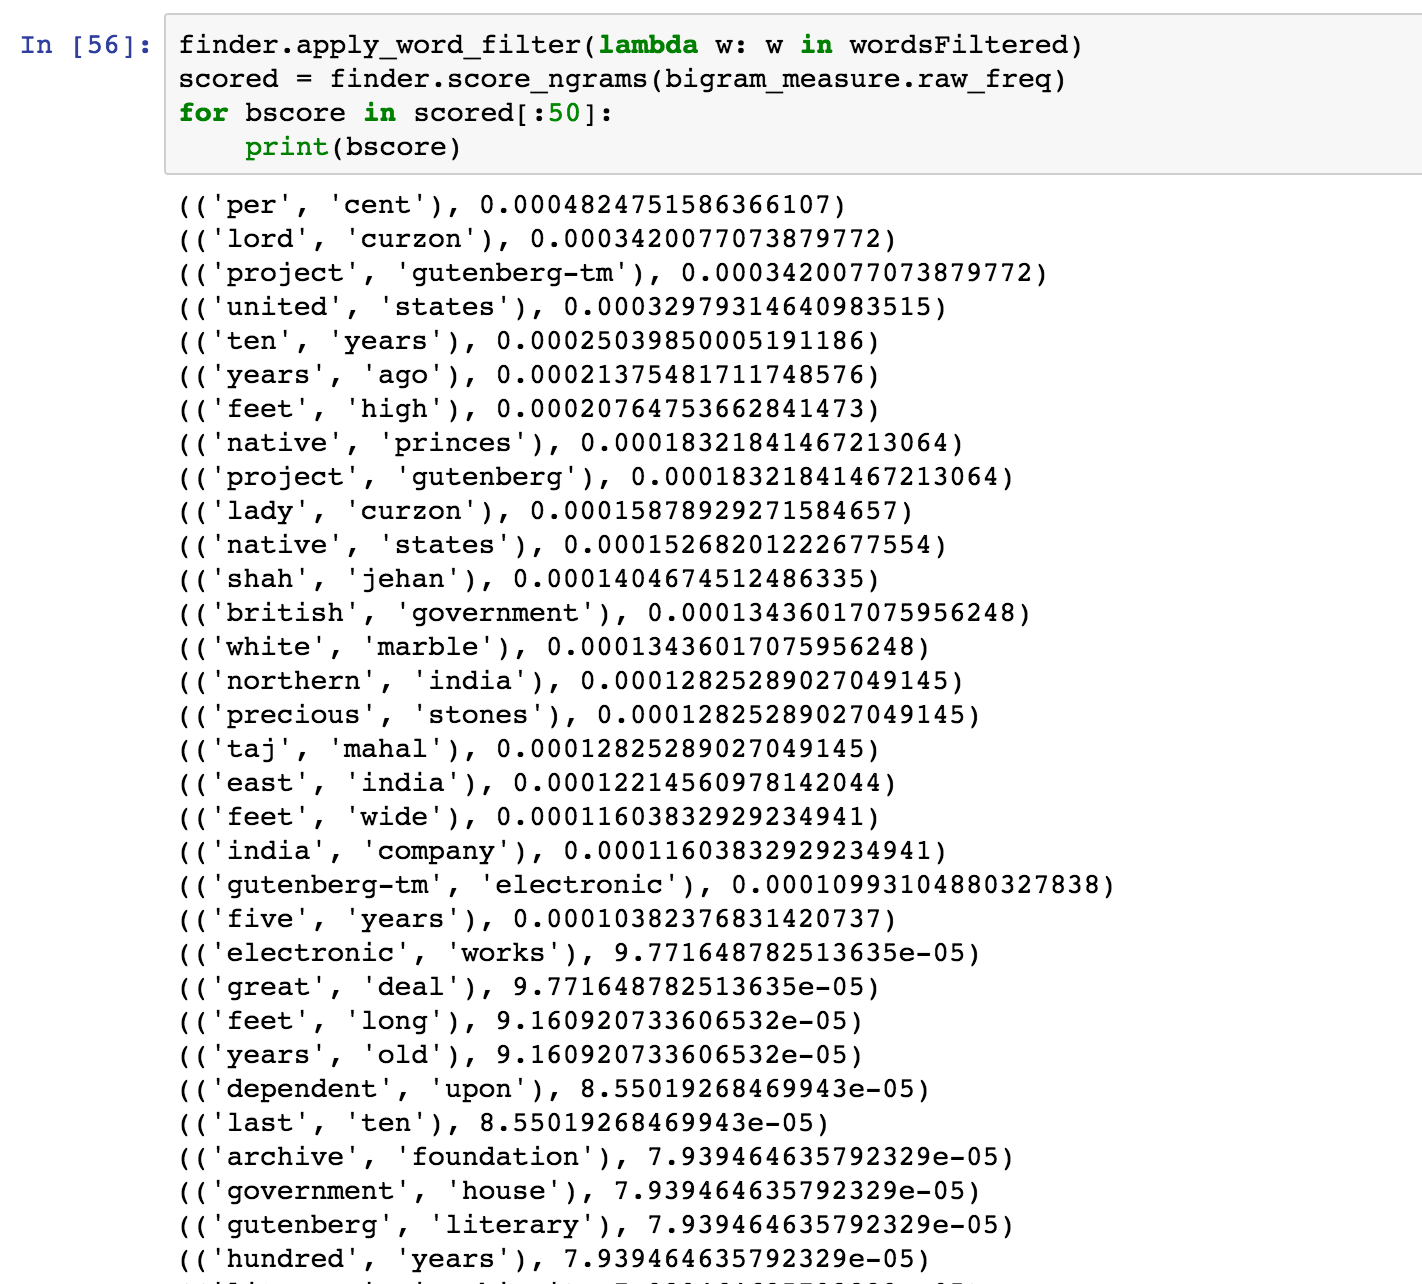 In [56]: finder.apply_word_filter(lambda w: w in wordsFiltered)
scored = finder.score_ngrams(bigram_measure.raw_freq)
for bscore in scored[:50]:
    print(bscore)
(('per', 'cent'), 0.0004824751586366107)
(('lord', 'curzon'), 0.0003420077073879772)
(('project', 'gutenberg-tm'), 0.0003420077073879772)
(('united', 'states'), 0.00032979314640983515)
(('ten', 'years'), 0.00025039850005191186)
(('years', 'ago'), 0.00021375481711748576)
(('feet', 'high'), 0.00020764753662841473)
(('native', 'princes'), 0.00018321841467213064)
(('project', 'gutenberg'), 0.00018321841467213064)
(('lady', 'curzon'), 0.00015878929271584657)
(('native', 'states'), 0.00015268201222677554)
(('shah', 'jehan'), 0.0001404674512486335)
(('british', 'government'), 0.00013436017075956248)
(('white', 'marble'), 0.00013436017075956248)
(('northern', 'india'), 0.00012825289027049145)
(('precious', 'stones'), 0.00012825289027049145)
(('taj', 'mahal'), 0.00012825289027049145)
(('east', 'india'), 0.00012214560978142044)
(('feet', 'wide'), 0.00011603832929234941)
(('india', 'company'), 0.00011603832929234941)
(('gutenberg-tm', 'electronic'), 0.00010993104880327838)
(('five', 'years'), 0.00010382376831420737)
(('electronic', 'works'), 9.771648782513635e-05)
(('great', 'deal'), 9.771648782513635e-05)
(('feet', 'long'), 9.160920733606532e-05)
(('years', 'old'), 9.160920733606532e-05)
(('dependent', 'upon'), 8.55019268469943e-05)
(('last', 'ten'), 8.55019268469943e-05)
(('archive', 'foundation'), 7.939464635792329e-05)
(('government', 'house'), 7.939464635792329e-05)
(('gutenberg', 'literary'), 7.939464635792329e-05)
(('hundred', 'years'), 7.939464635792329e-05)